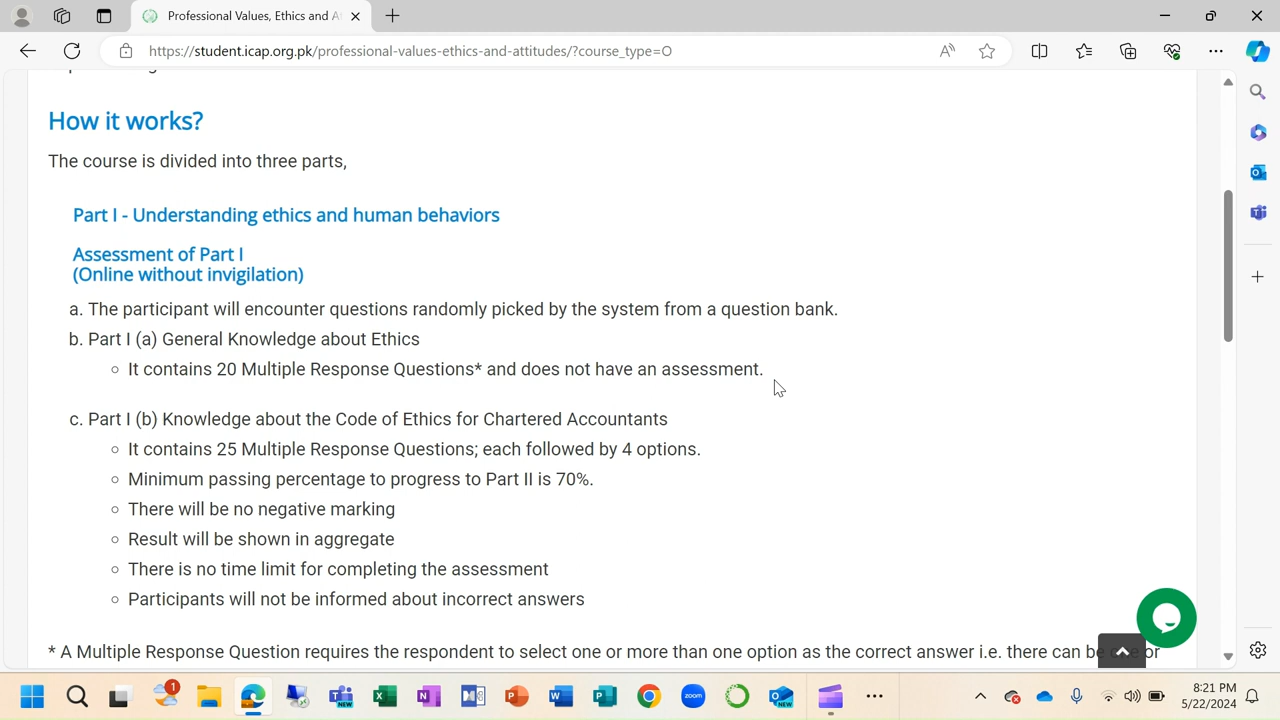 Professional Values, Ethics and A
https://student.icap.org.pk/professional-values-ethics-and-attitudes/?course_type=O
How it works?
The course is divided into three parts,
Part I - Understanding ethics and human behaviors
Assessment of Part I
(Online without invigilation)
a. The participant will encounter questions randomly picked by the system from a question bank.
b. Part I (a) General Knowledge about Ethics
It contains 20 Multiple Response Questions* and does not have an assessment.
c. Part I (b) Knowledge about the Code of Ethics for Chartered Accountants
It contains 25 Multiple Response Questions; each followed by 4 options.
Minimum passing percentage to progress to Part II is 70%.
There will be no negative marking
Result will be shown in aggregate
There is no time limit for completing the assessment
Participants will not be informed about incorrect answers
* A Multiple Response Question requires the respondent to select one or more than one option as the correct answer i.e. there can be or
1
NEW
zoom
NEW
8:21 PM
5/22/2024